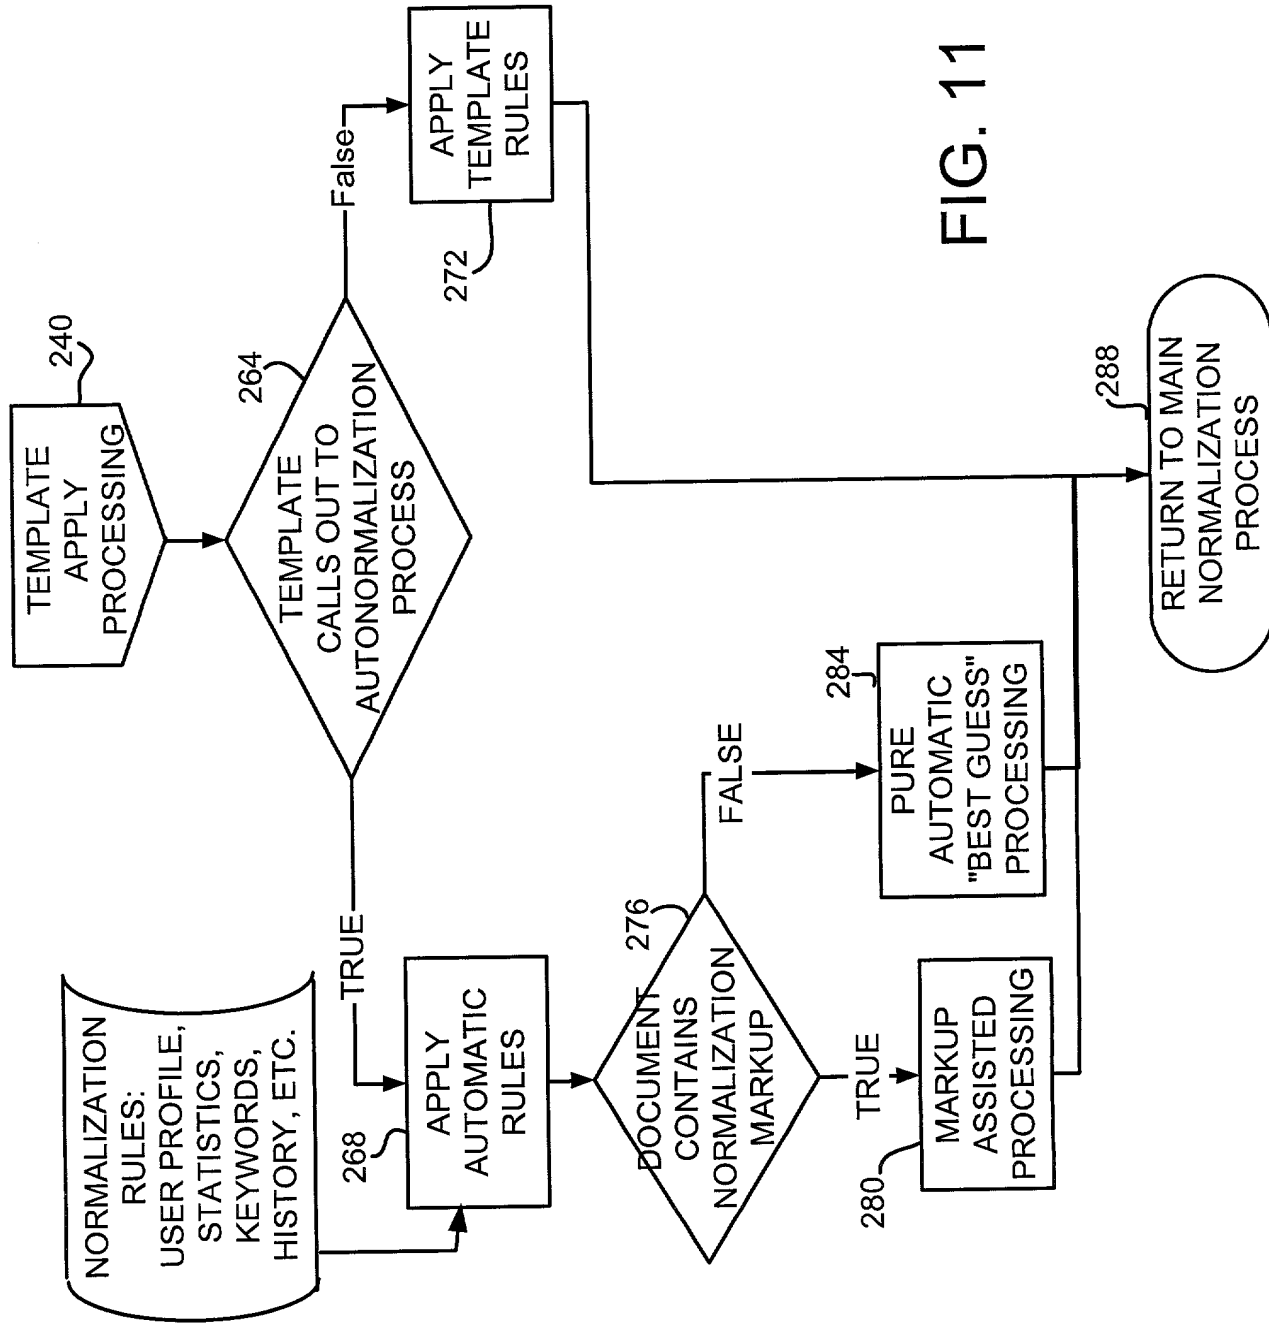 TEMPLATE
APPLY
PROCESSING
240
TEMPLATE
CALLS OUT TO
AUTONORMALIZATION
PROCESS
264
False
TRUE
APPLY
TEMPLATE
RULES
272
NORMALIZATION
RULES:
USER PROFILE,
STATISTICS,
KEYWORDS,
HISTORY, ETC.
APPLY
AUTOMATIC
RULES
268
DOCUMENT
CONTAINS
NORMALIZATION
MARKUP
276
FALSE
TRUE
PURE
AUTOMATIC
"BEST GUESS"
PROCESSING
284
MARKUP
ASSISTED
PROCESSING
280
RETURN TO MAIN
NORMALIZATION
PROCESS
288
FIG. 11